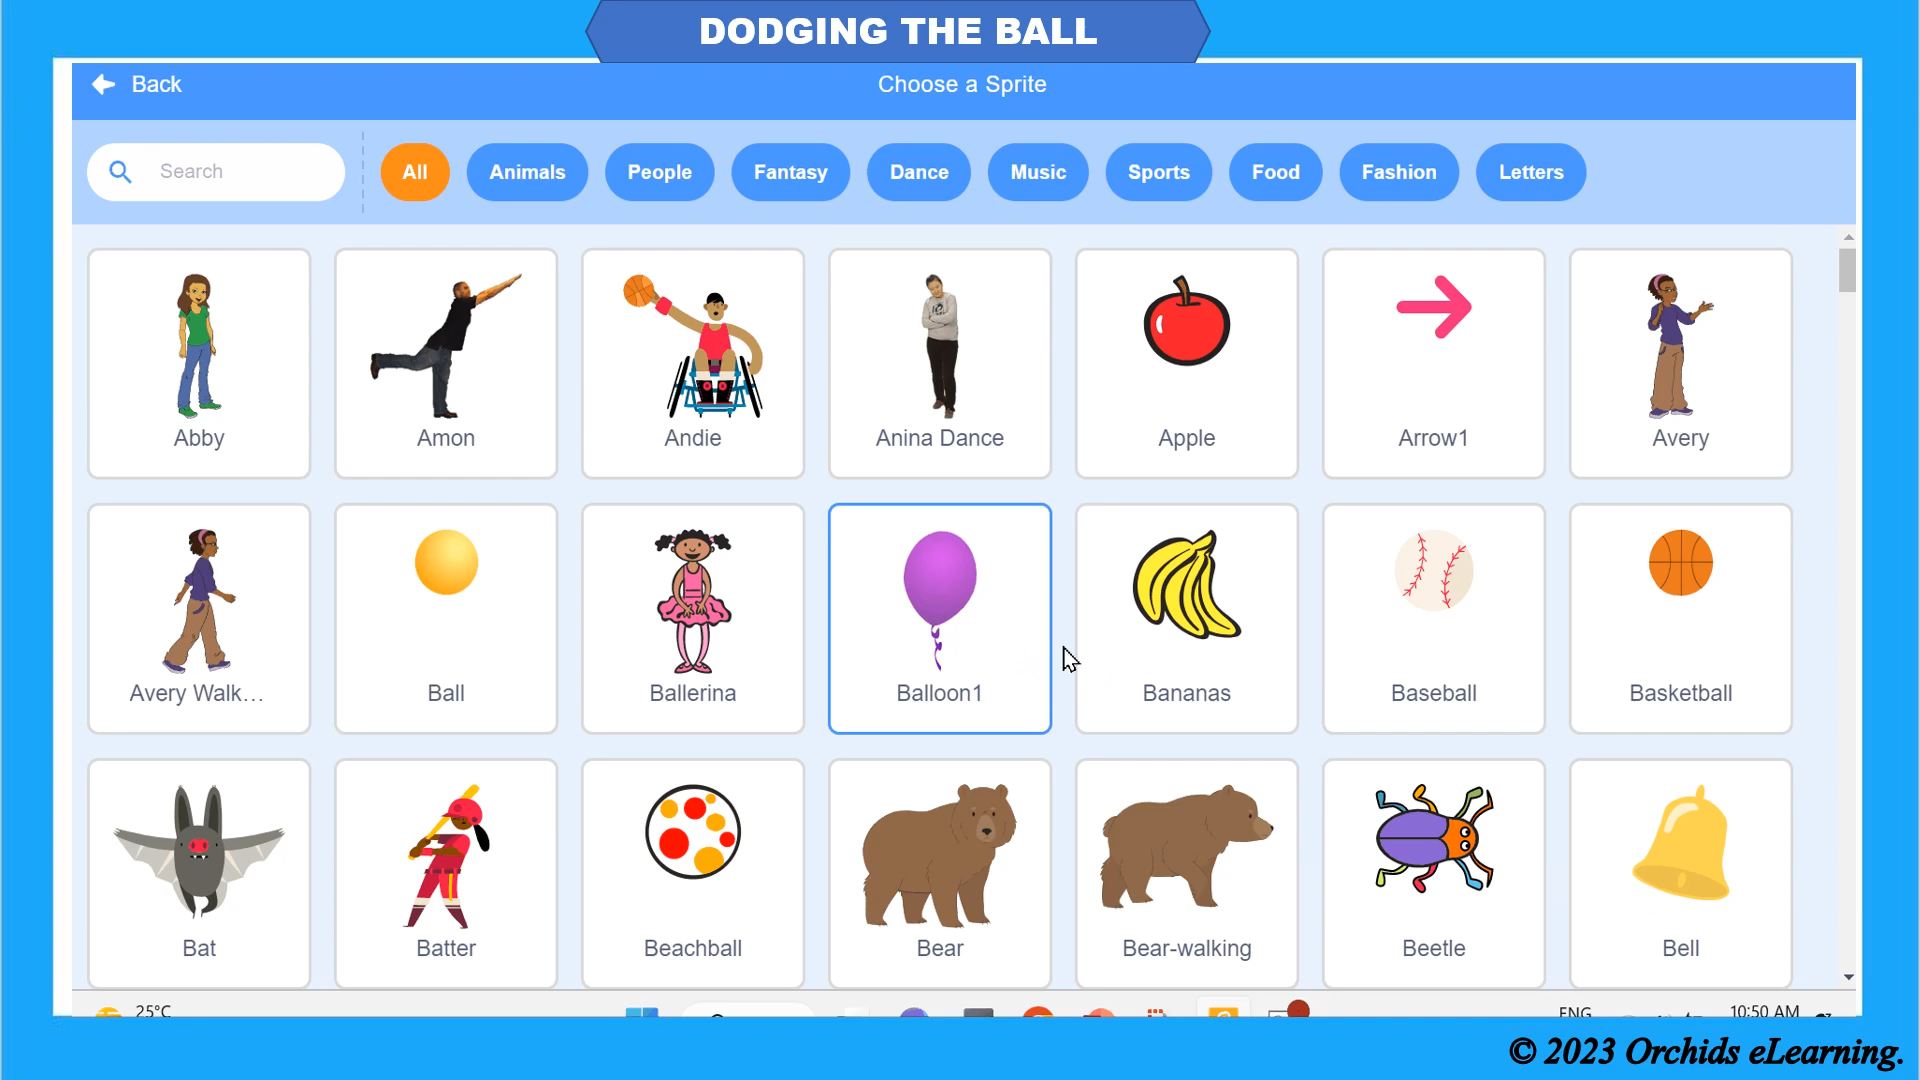 DODGING THE BALL
Back
Choose a Sprite
Search
All
Animals
People
Fantasy
Dance
Music
Sports
Food
Fashion
Letters
Abby
Amon
Andie
Anina Dance
Apple
Arrow1
Avery
Avery Walk...
Ball
Ballerina
Balloon1
Bananas
Baseball
Basketball
Bat
Batter
Beachball
Bear
Bear-walking
Beetle
Bell
25°C
ENG
10:50 AM
© 2023 Orchids eLearning.